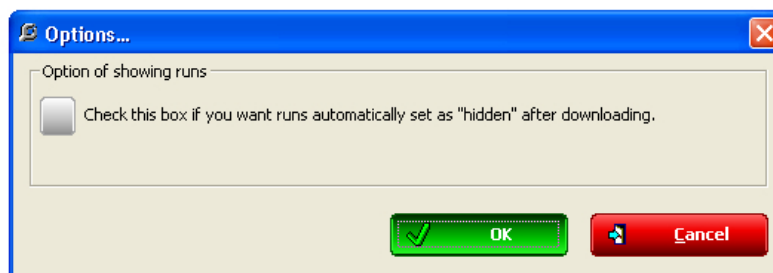 Options...
Option of showing runs
Check this box if you want runs automatically set as "hidden" after downloading.
OK
Cancel